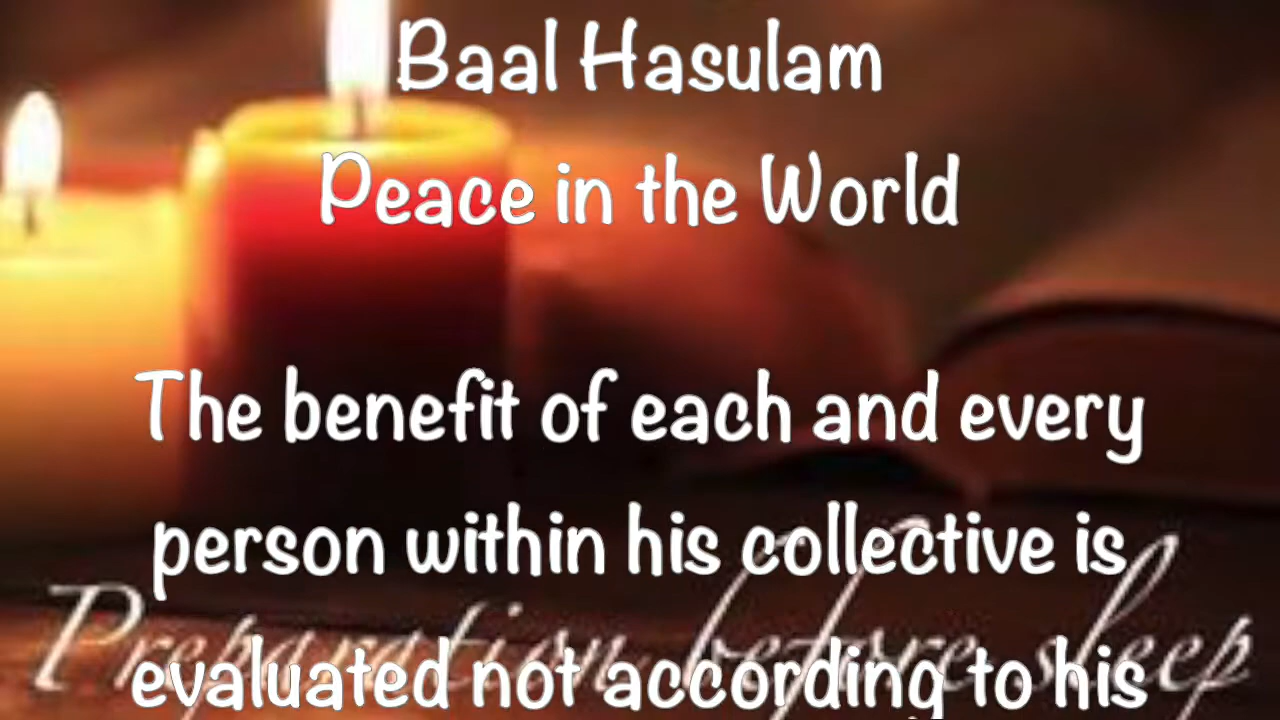 Baal Hasulam
Peace in the World
The benefit of each and every
person within his collective is
Preparation before sleep
evaluated not according to his